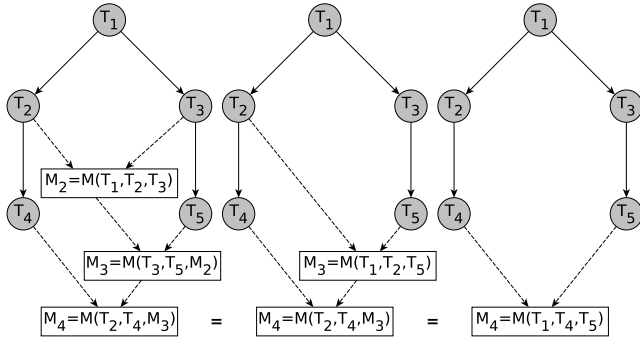 T₁ T₁ T₁
T₂ T₃ T₂ T₃ T₂ T₃
M₂=M(T₁,T₂,T₃)
T₄ T₅ T₄ T₅ T₄ T₅
M₃=M(T₃,T₅,M₂) M₃=M(T₁,T₂,T₅)
M₄=M(T₂,T₄,M₃) = M₄=M(T₂,T₄,M₃) = M₄=M(T₁,T₄,T₅)